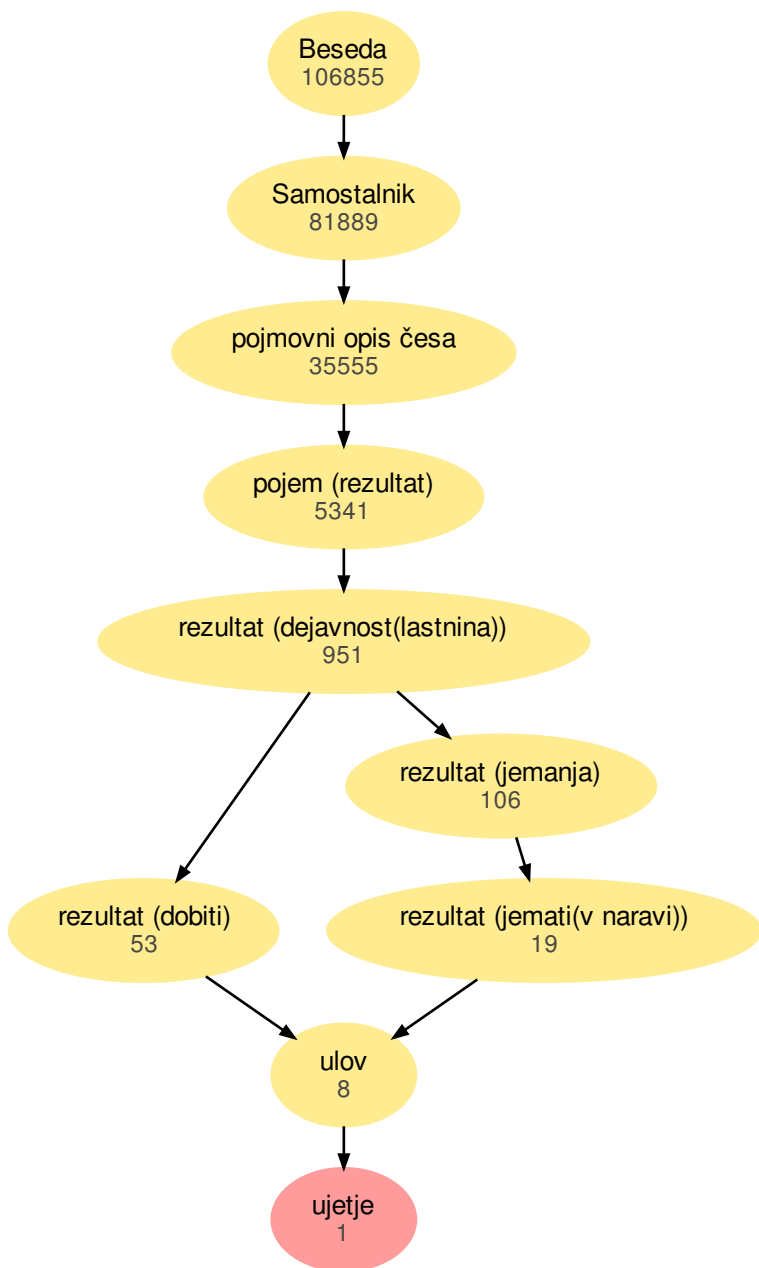 Beseda
106855
Samostalnik
81889
pojmovni opis česa
35555
pojem (rezultat)
5341
rezultat (dejavnost(lastnina))
951
rezultat (jemanja)
106
rezultat (dobiti)
53
rezultat (jemati(v naravi))
19
ulov
8
ujetje
1